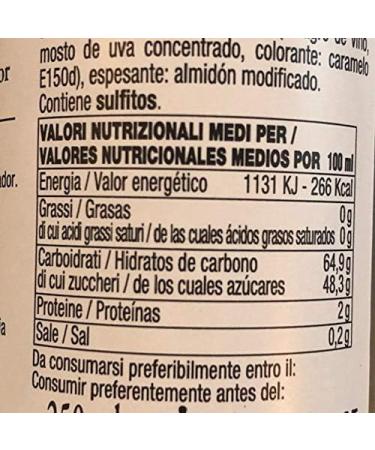 de vino,
mosto de uva concentrado, colorante: caramelo
E150d), espesante: almidón modificado.
Contiene sulfitos.
VALORI NUTRIZIONALI MEDI PER /
VALORES NUTRICIONALES MEDIOS POR 100 ml
Energia / Valor energético 1131 KJ - 266 Kcal
Grassi / Grasas 0g
di cui acidi grassi saturi / de las cuales ácidos grasos saturados 0g
Carboidrati / Hidratos de carbono 64,9g
di cui zuccheri / de los cuales azúcares 48,3g
Proteine / Proteínas 2g
Sale / Sal 0,2g
Da consumarsi preferibilmente entro il:
Consumir preferentemente antes del: